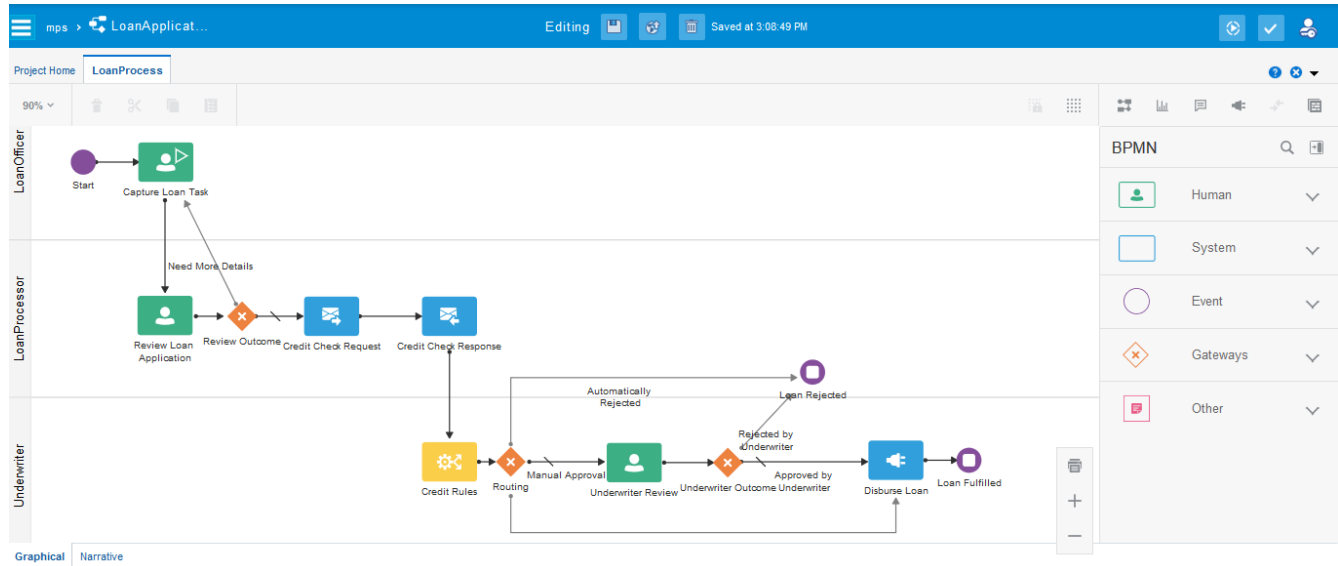 mps > LoanApplicat...
Editing
Saved at 3:08:49 PM
Project Home
LoanProcess
90%
LoanOfficer
Start
Capture Loan Task
Need More Details
LoanProcessor
Review Loan
Application
Review Outcome
Credit Check Request
Credit Check Response
Automatically
Rejected
Loan Rejected
Underwriter
Credit Rules
Routing
Manual Approval
Underwriter Review
Rejected by
Underwriter
Underwriter Outcome
Approved by
Underwriter
Disburse Loan
Loan Fulfilled
BPMN
Human
System
Event
Gateways
Other
Graphical
Narrative